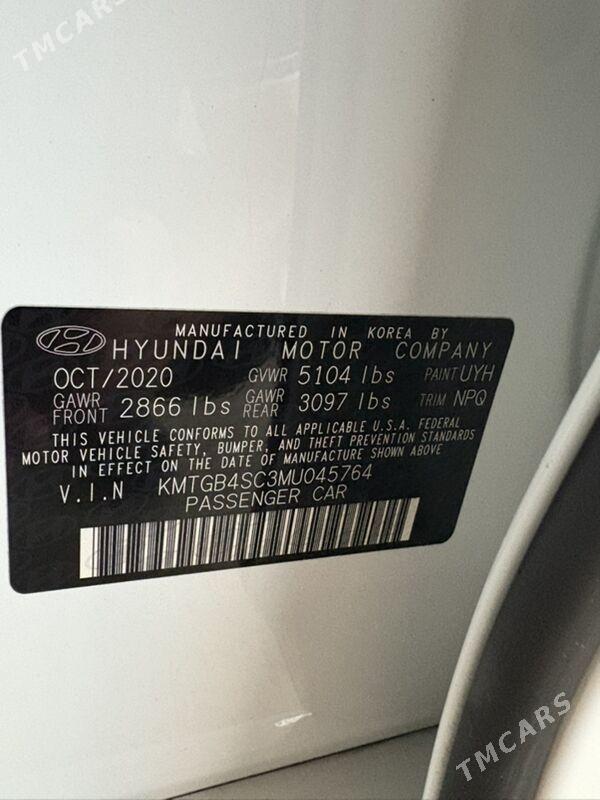 TMCARS
MANUFACTURED IN KOREA BY
HYUNDAI MOTOR COMPANY
OCT/2020 GVWR 5104 lbs PAINT UYH
GAWR FRONT 2866 lbs GAWR REAR 3097 lbs TRIM NPQ
THIS VEHICLE CONFORMS TO ALL APPLICABLE U.S.A. FEDERAL
MOTOR VEHICLE SAFETY, BUMPER, AND THEFT PREVENTION STANDARDS
IN EFFECT ON THE DATE OF MANUFACTURE SHOWN ABOVE
V.I.N KMTGB4SC3MU045764
PASSENGER CAR
TMCARS